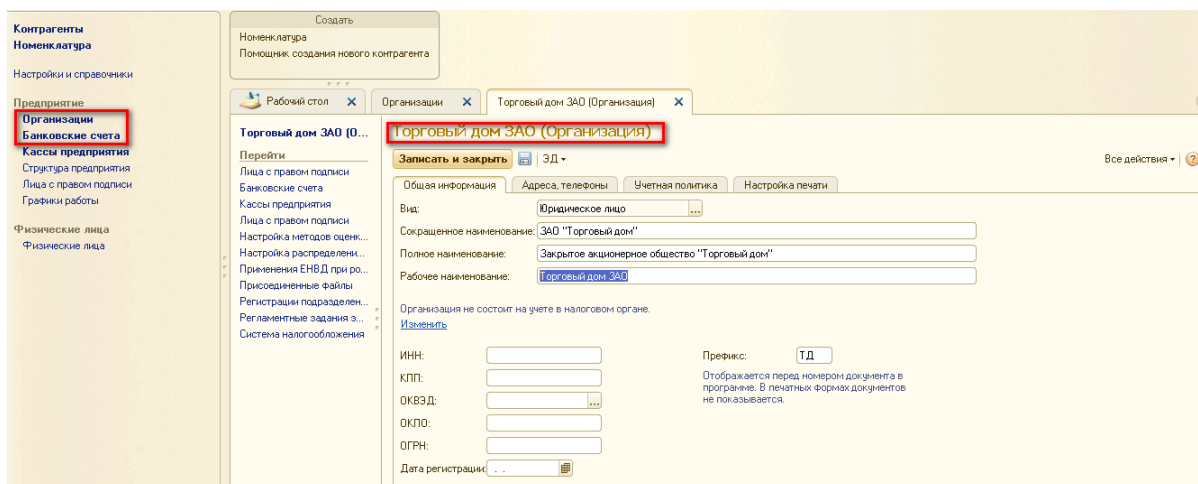 Контрагенты
Номенклатура
Настройки и справочники
Предприятие
Организации
Банковские счета
Кассы предприятия
Структура предприятия
Лица с правом подписи
Графики работы
Физические лица
Физические лица
Создать
Номенклатура
Помощник создания нового контрагента
Рабочий стол
Организации
Торговый дом ЗАО (Организация)
Торговый дом ЗАО (О...
Перейти
Лица с правом подписи
Банковские счета
Кассы предприятия
Лица с правом подписи
Настройка методов оценк...
Настройка распределени...
Применения ЕНВД при ро...
Присоединенные файлы
Регистрации подразделен...
Регламентные задания з...
Система налогообложения
Торговый дом ЗАО (Организация)
Записать и закрыть ЭД Все действия ?
Общая информация Адреса, телефоны Учетная политика Настройка печати
Вид: Юридическое лицо ...
Сокращенное наименование: ЗАО "Торговый дом"
Полное наименование: Закрытое акционерное общество "Торговый дом"
Рабочее наименование: Торговый дом ЗАО
Организация не состоит на учете в налоговом органе.
Изменить
ИНН: Префикс: ТД
КПП:
Отображается перед номером документа в
программе. В печатных формах документов
не показывается.
ОКВЭД: ...
ОКПО:
ОГРН:
Дата регистрации: . .